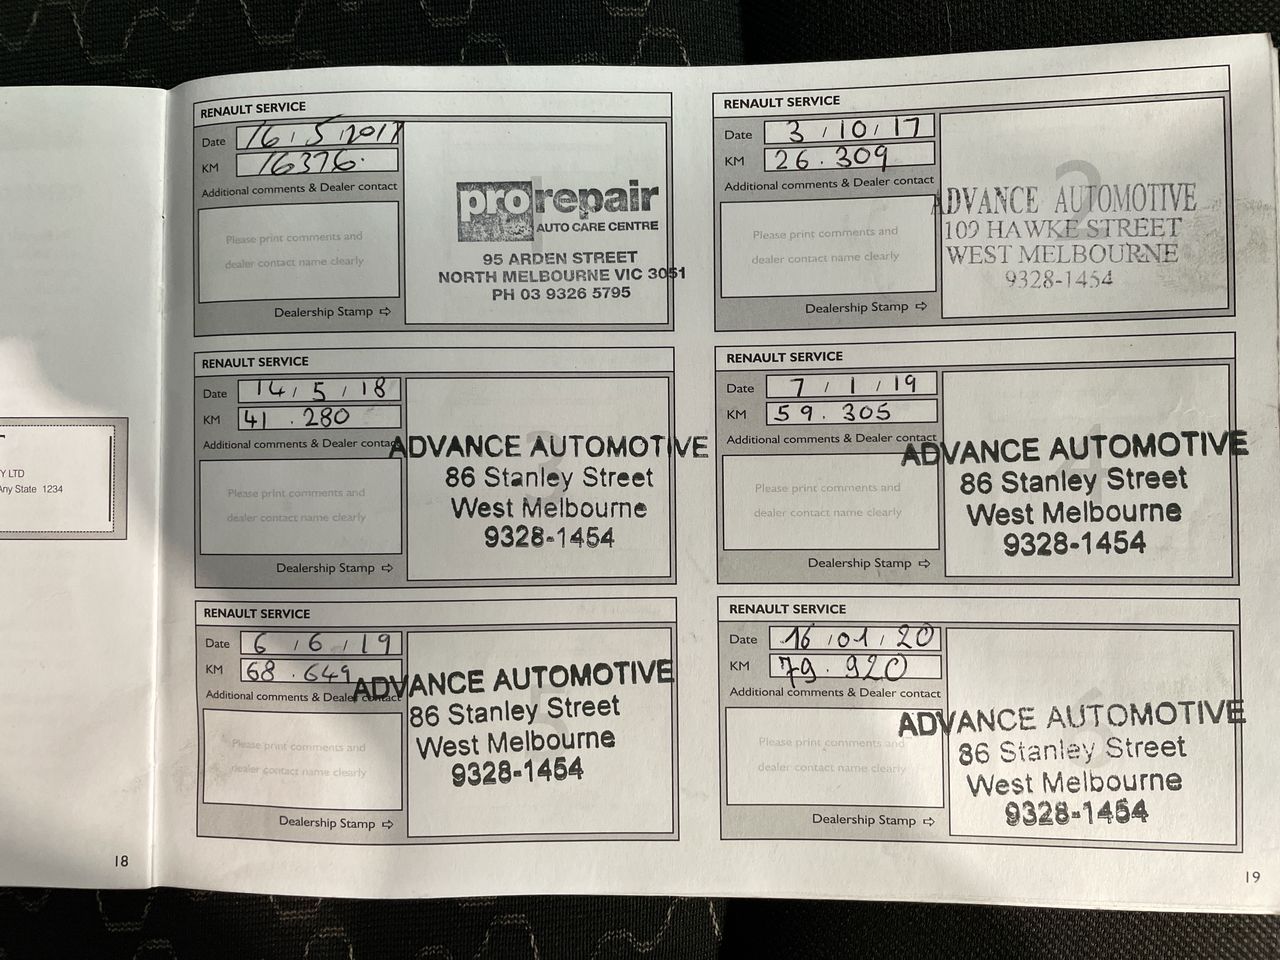 Y LTD
Any State 1234
18
RENAULT SERVICE
Date 16 / 5 / 2017
KM 16376.
Additional comments & Dealer contact
Please print comments and
dealer contact name clearly
Dealership Stamp ⇨
prorepair
AUTO CARE CENTRE
95 ARDEN STREET
NORTH MELBOURNE VIC 3051
PH 03 9326 5795
RENAULT SERVICE
Date 3 / 10 / 17
KM 26.309
Additional comments & Dealer contact
Please print comments and
dealer contact name clearly
Dealership Stamp ⇨
2
ADVANCE AUTOMOTIVE
109 HAWKE STREET
WEST MELBOURNE
9328-1454
RENAULT SERVICE
Date 14 / 5 / 18
KM 41.280
Additional comments & Dealer contact
Please print comments and
dealer contact name clearly
Dealership Stamp ⇨
3
ADVANCE AUTOMOTIVE
86 Stanley Street
West Melbourne
9328-1454
RENAULT SERVICE
Date 7 / 1 / 19
KM 59.305
Additional comments & Dealer contact
Please print comments and
dealer contact name clearly
Dealership Stamp ⇨
4
ADVANCE AUTOMOTIVE
86 Stanley Street
West Melbourne
9328-1454
RENAULT SERVICE
Date 6 / 6 / 19
KM 68.649
Additional comments & Dealer contact
Please print comments and
dealer contact name clearly
Dealership Stamp ⇨
5
ADVANCE AUTOMOTIVE
86 Stanley Street
West Melbourne
9328-1454
RENAULT SERVICE
Date 16 / 01 / 20
KM 79.920
Additional comments & Dealer contact
Please print comments and
dealer contact name clearly
Dealership Stamp ⇨
6
ADVANCE AUTOMOTIVE
86 Stanley Street
West Melbourne
9328-1454
19